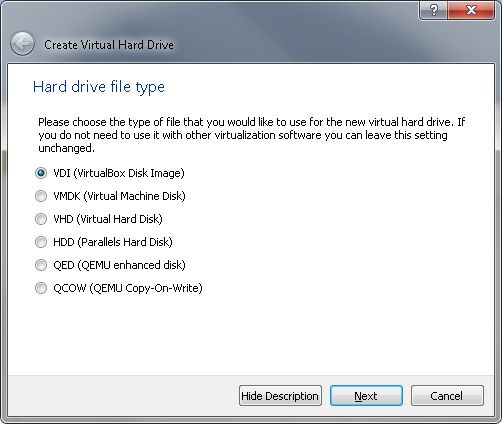 Create Virtual Hard Drive
Hard drive file type
Please choose the type of file that you would like to use for the new virtual hard drive. If
you do not need to use it with other virtualization software you can leave this setting
unchanged.
VDI (VirtualBox Disk Image)
VMDK (Virtual Machine Disk)
VHD (Virtual Hard Disk)
HDD (Parallels Hard Disk)
QED (QEMU enhanced disk)
QCOW (QEMU Copy-On-Write)
Hide Description Next Cancel